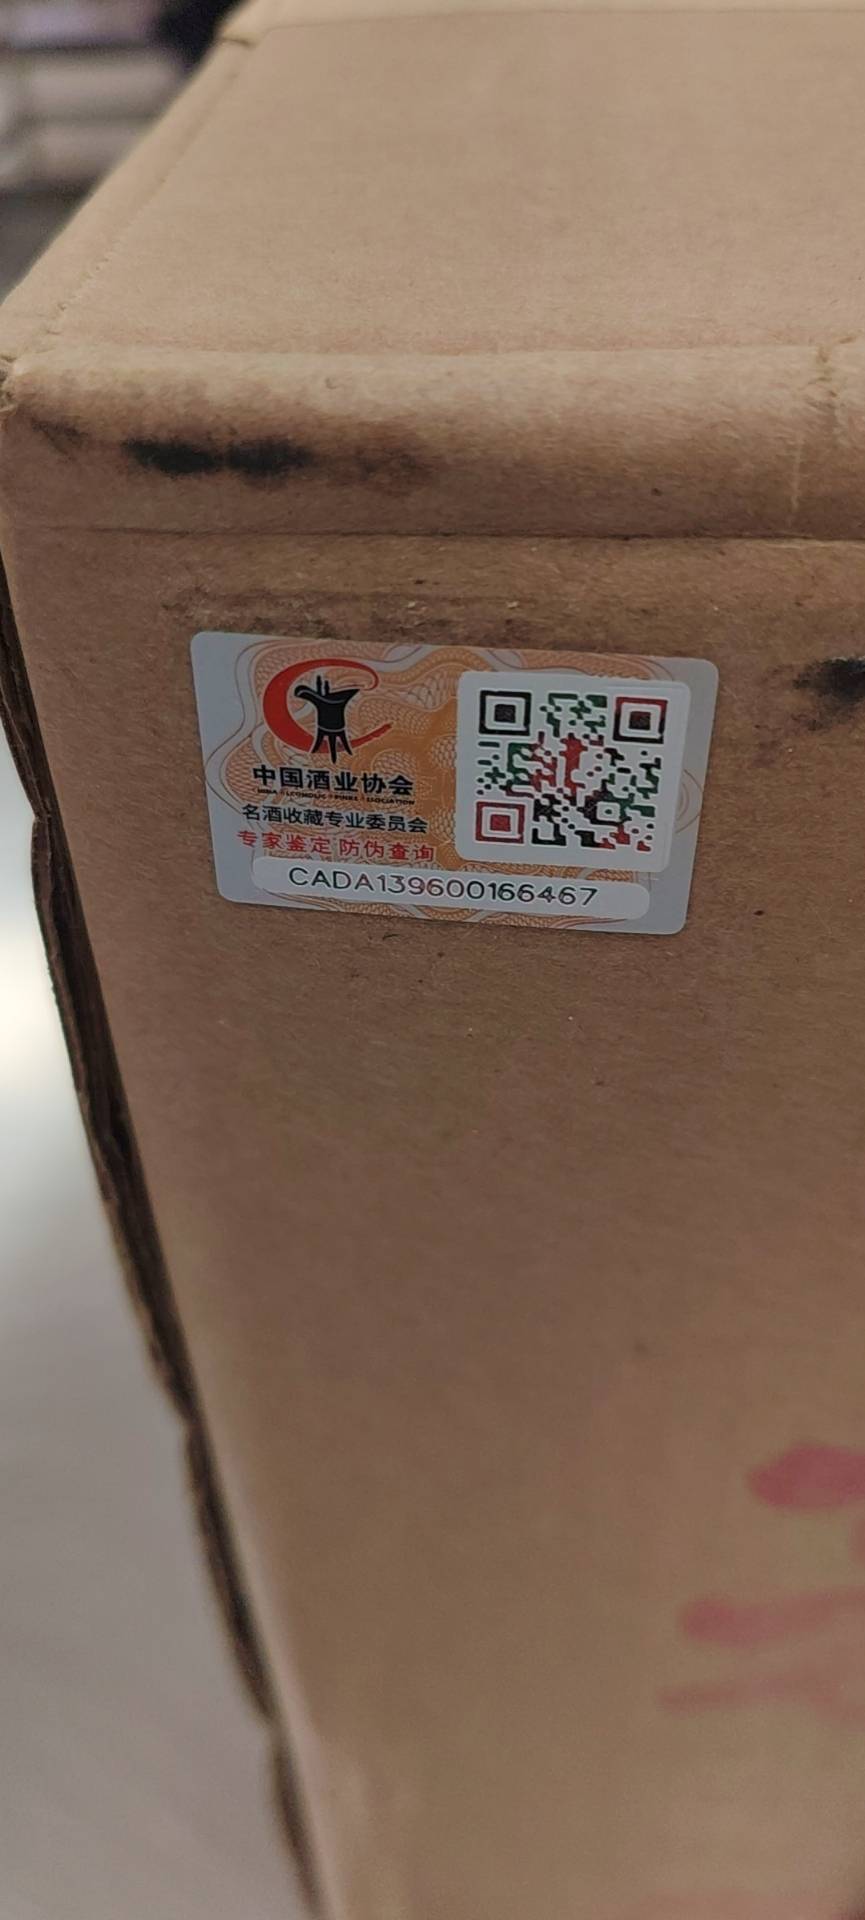 中国酒业协会
名酒收藏专业委员会
专家鉴定 防伪查询
CADA139600166467